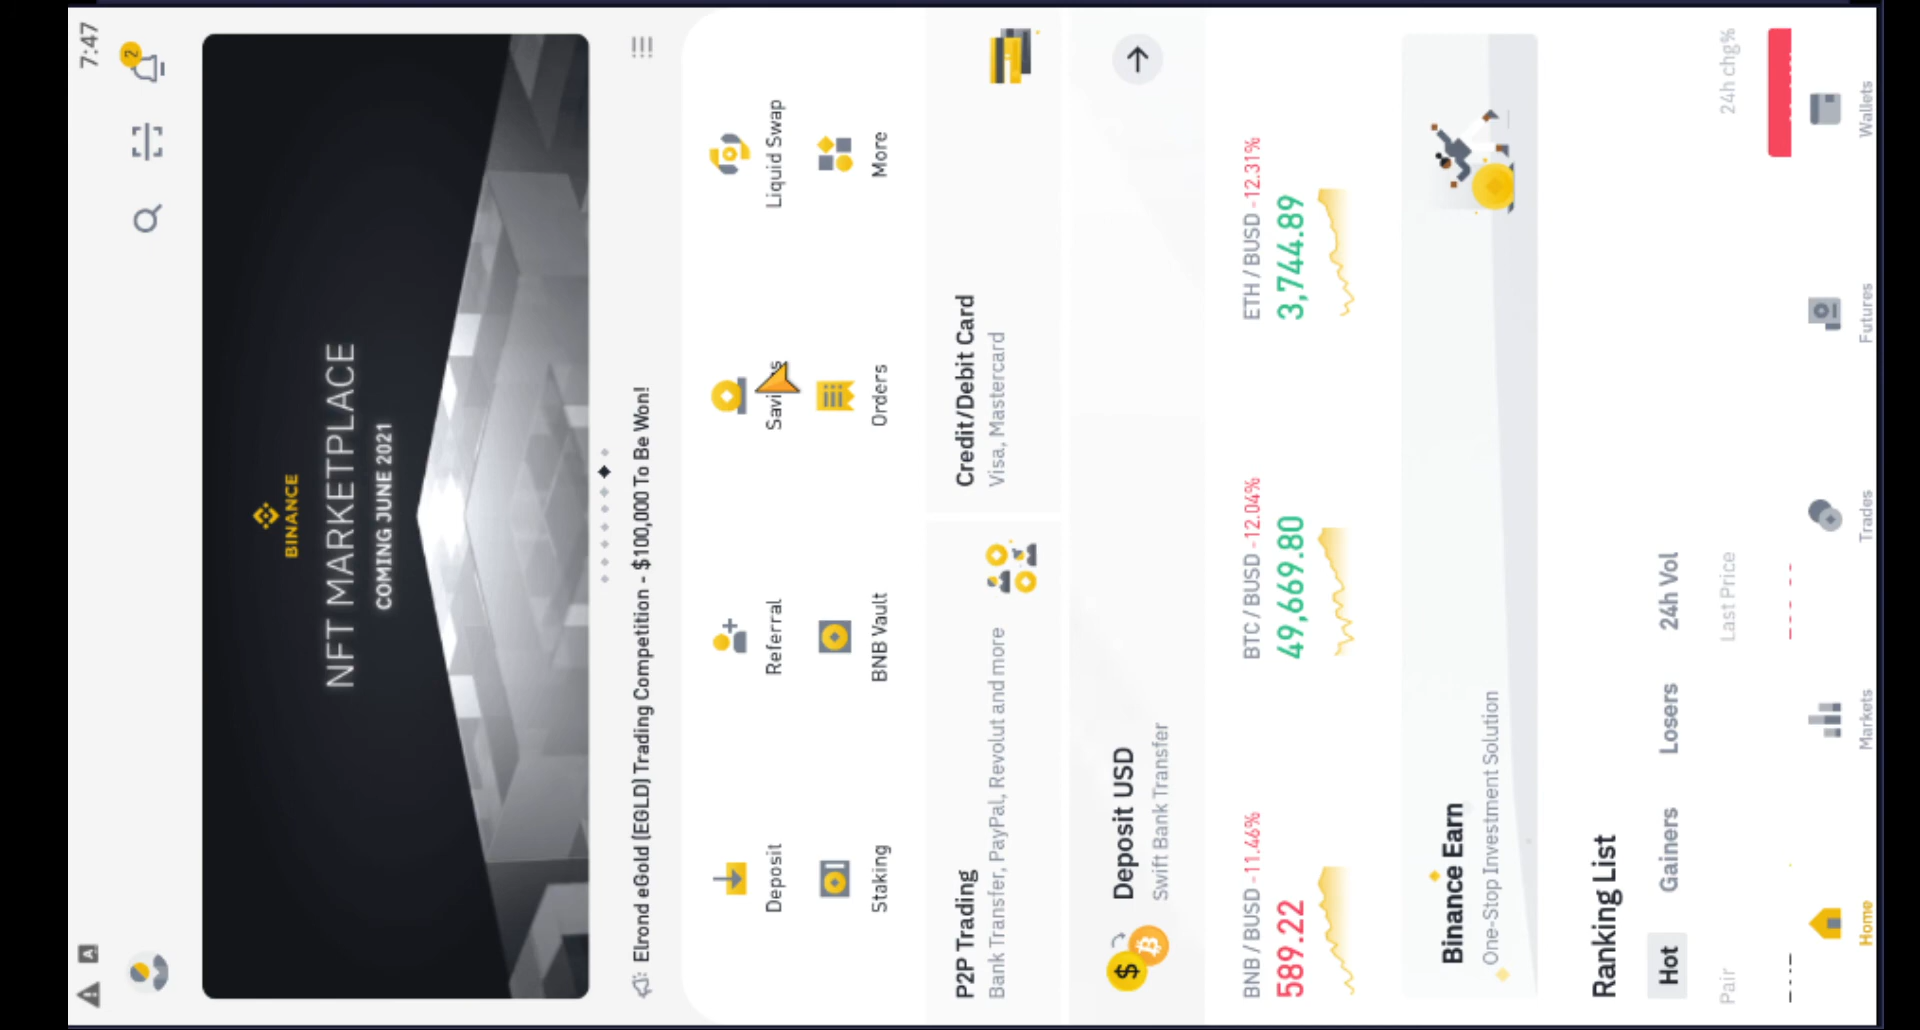 7:47
A
2
BINANCE
NFT MARKETPLACE
COMING JUNE 2021
Elrond eGold (EGLD) Trading Competition - $100,000 To Be Won!
Deposit
Referral
Liquid Swap
Staking
BNB Vault
Orders
More
P2P Trading
Bank Transfer, PayPal, Revolut and more
Credit/Debit Card
Visa, Mastercard
Deposit USD
Swift Bank Transfer
BNB / BUSD -11.46%
589.22
BTC / BUSD -12.04%
49,669.80
ETH / BUSD -12.31%
3,744.89
Binance Earn
One-Stop Investment Solution
Ranking List
Hot Gainers Losers 24h Vol
Pair Last Price 24h chg%
Home Markets Trades Futures Wallets